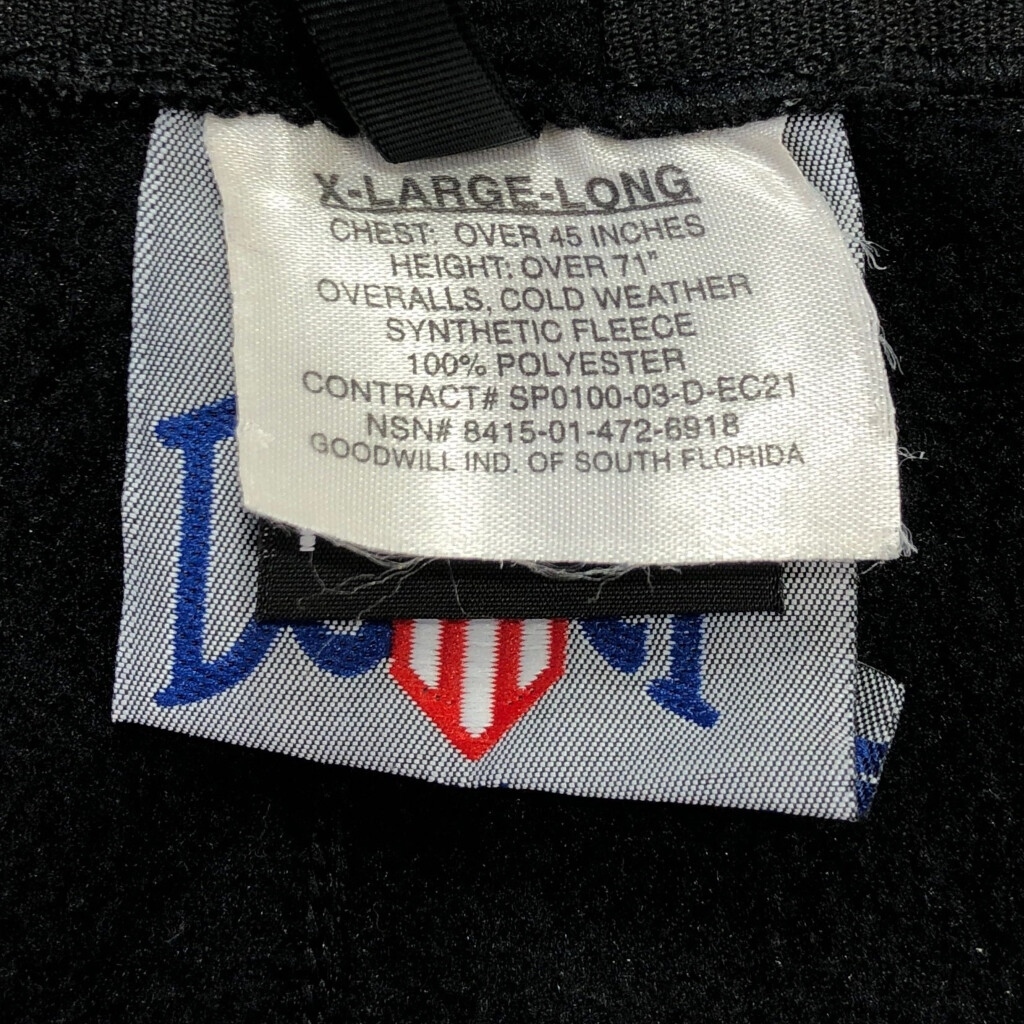 X-LARGE-LONG
CHEST: OVER 45 INCHES
HEIGHT: OVER 71"
OVERALLS, COLD WEATHER
SYNTHETIC FLEECE
100% POLYESTER
CONTRACT# SP0100-03-D-EC21
NSN# 8415-01-472-6918
GOODWILL IND. OF SOUTH FLORIDA